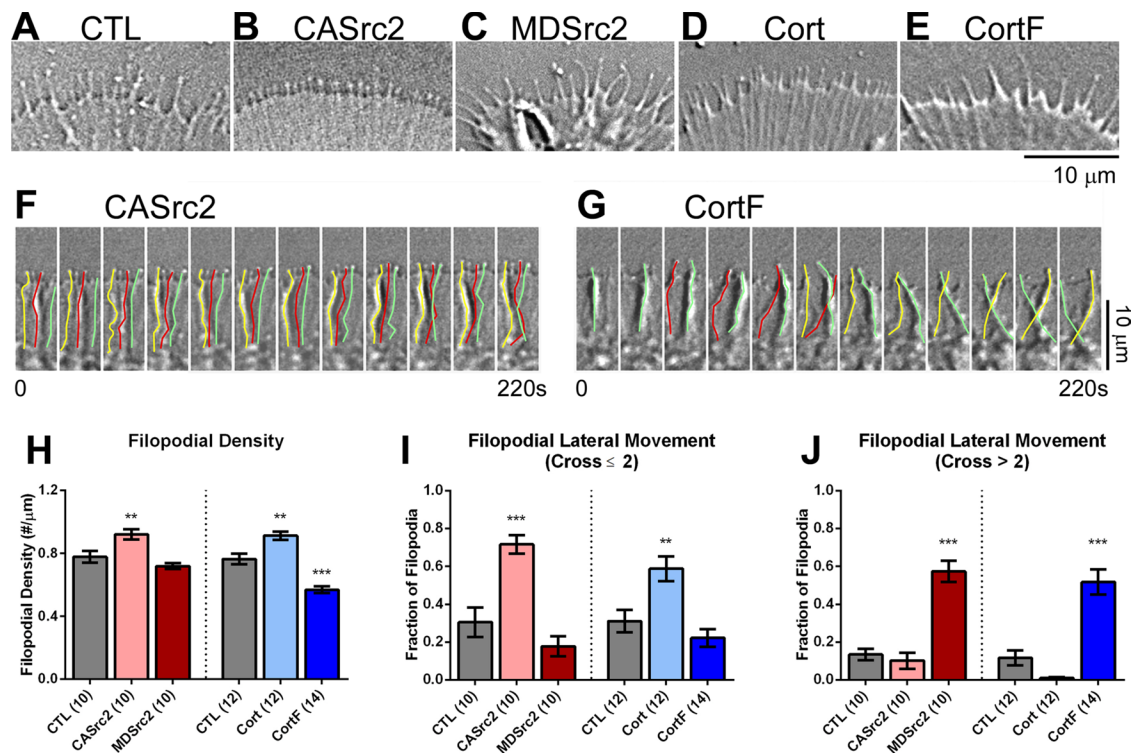 A CTL
B CASrc2
C MDSrc2
D Cort
E CortF
10 μm
F CASrc2
G CortF
10 μm
0 220s
0 220s
H Filopodial Density
Filopodial Density (#/μm)
1.2
0.8
0.4
0.0
**
**
***
CTL (10)
CASrc2 (10)
MDSrc2 (10)
CTL (12)
Cort (12)
CortF (14)
I Filopodial Lateral Movement
(Cross ≤ 2)
Fraction of Filopodia
1.0
0.8
0.6
0.4
0.2
0.0
***
**
CTL (10)
CASrc2 (10)
MDSrc2 (10)
CTL (12)
Cort (12)
CortF (14)
J Filopodial Lateral Movement
(Cross > 2)
Fraction of Filopodia
1.0
0.8
0.6
0.4
0.2
0.0
***
***
CTL (10)
CASrc2 (10)
MDSrc2 (10)
CTL (12)
Cort (12)
CortF (14)